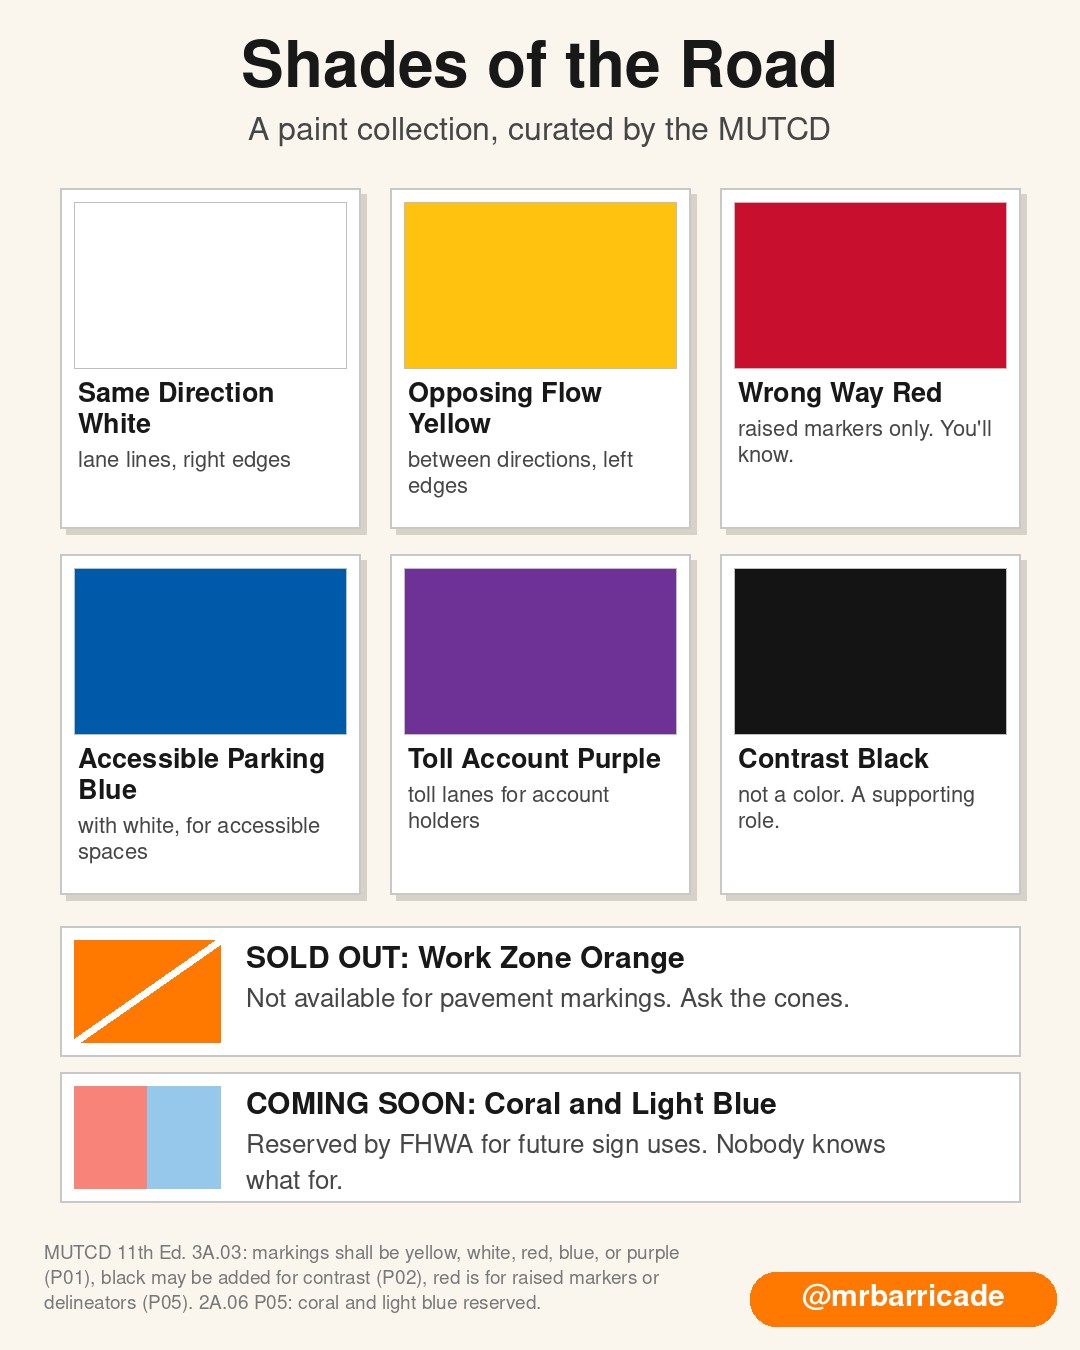 Shades of the Road
A paint collection, curated by the MUTCD
Same Direction
White
lane lines, right edges
Opposing Flow
Yellow
between directions, left
edges
Wrong Way Red
raised markers only. You'll
know.
Accessible Parking
Blue
with white, for accessible
spaces
Toll Account Purple
toll lanes for account
holders
Contrast Black
not a color. A supporting
role.
SOLD OUT: Work Zone Orange
Not available for pavement markings. Ask the cones.
COMING SOON: Coral and Light Blue
Reserved by FHWA for future sign uses. Nobody knows
what for.
MUTCD 11th Ed. 3A.03: markings shall be yellow, white, red, blue, or purple
(P01), black may be added for contrast (P02), red is for raised markers or
delineators (P05). 2A.06 P05: coral and light blue reserved.
@mrbarricade